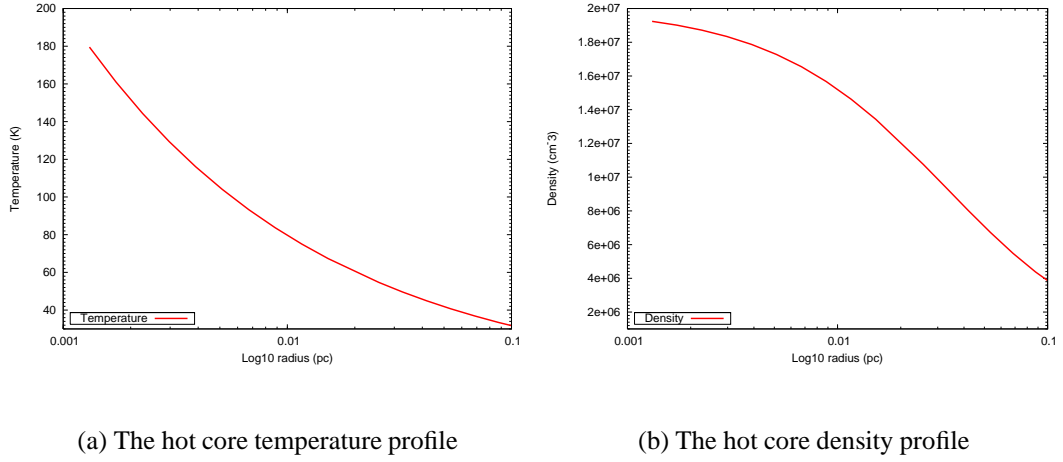 200
180
160
140
120
100
80
60
40
Temperature (K)
Temperature
0.001
0.01
0.1
Log10 radius (pc)
2e+07
1.8e+07
1.6e+07
1.4e+07
1.2e+07
1e+07
8e+06
6e+06
4e+06
2e+06
Density (cm-3)
Density
0.001
0.01
0.1
Log10 radius (pc)
(a) The hot core temperature profile
(b) The hot core density profile